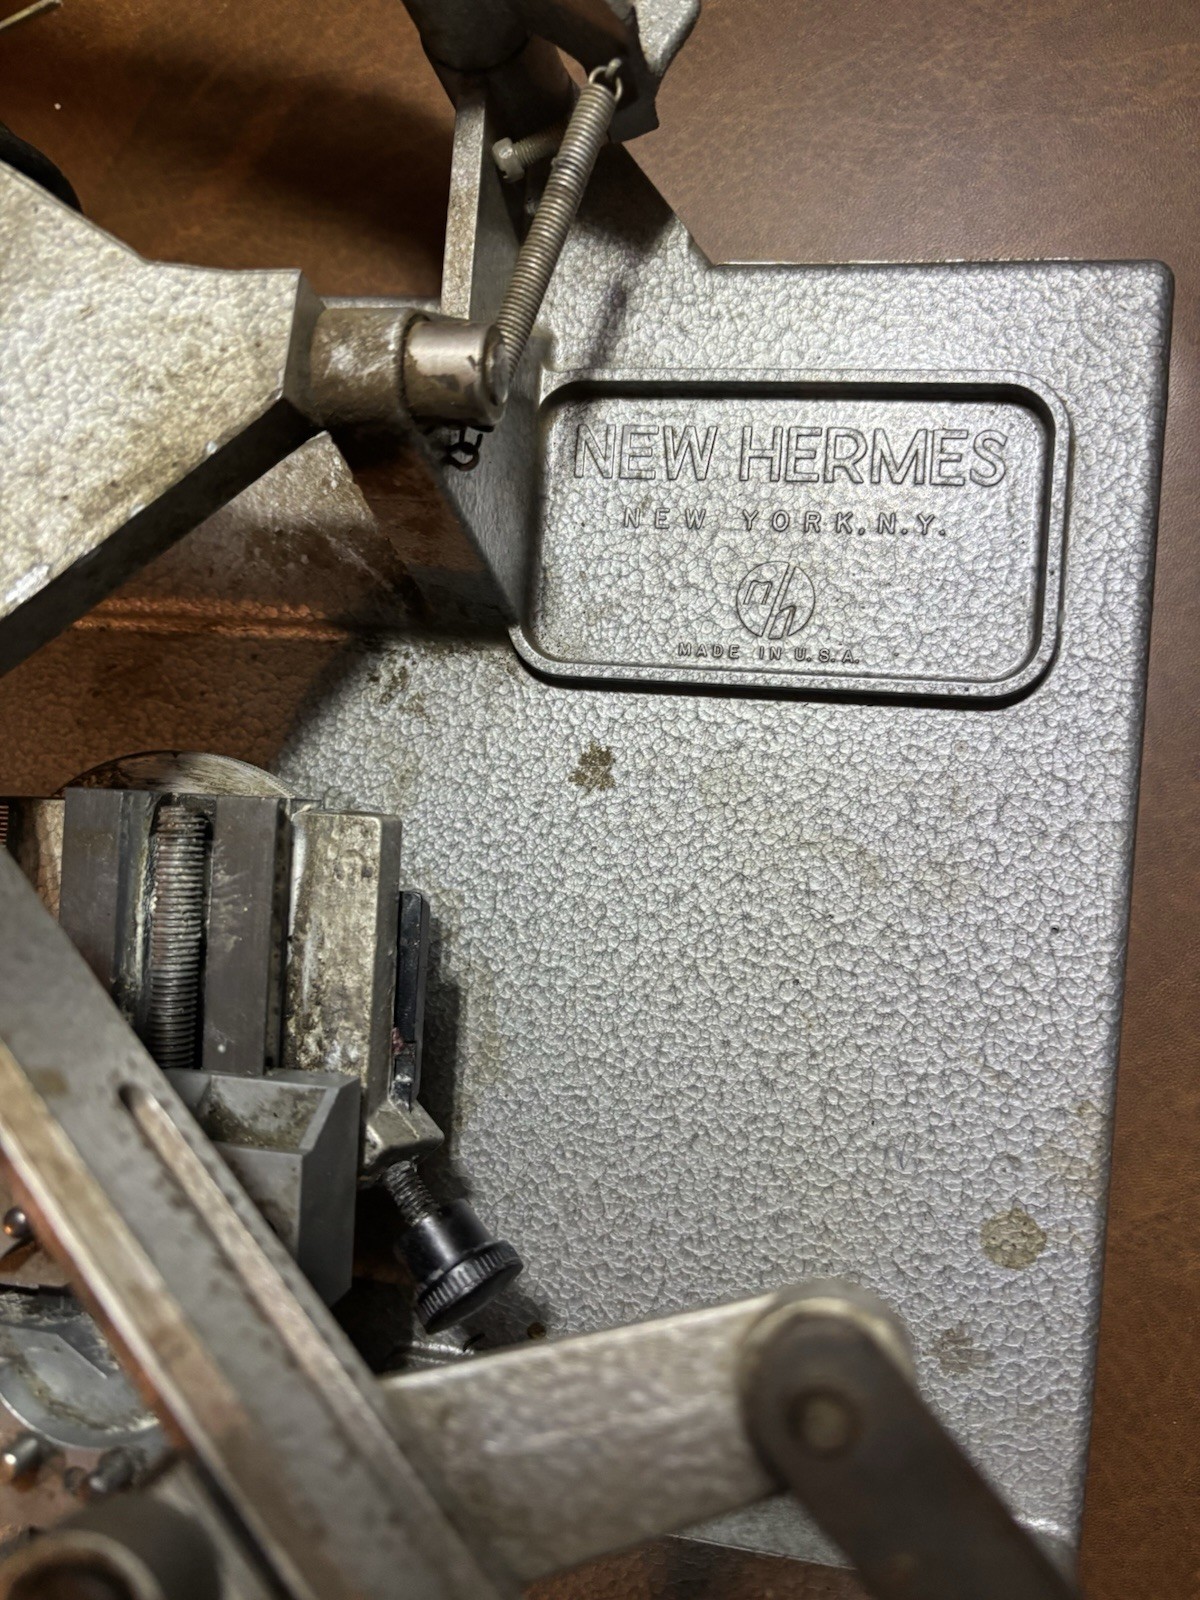 NEW HERMES
NEW YORK, N.Y.
nh
MADE IN U.S.A.